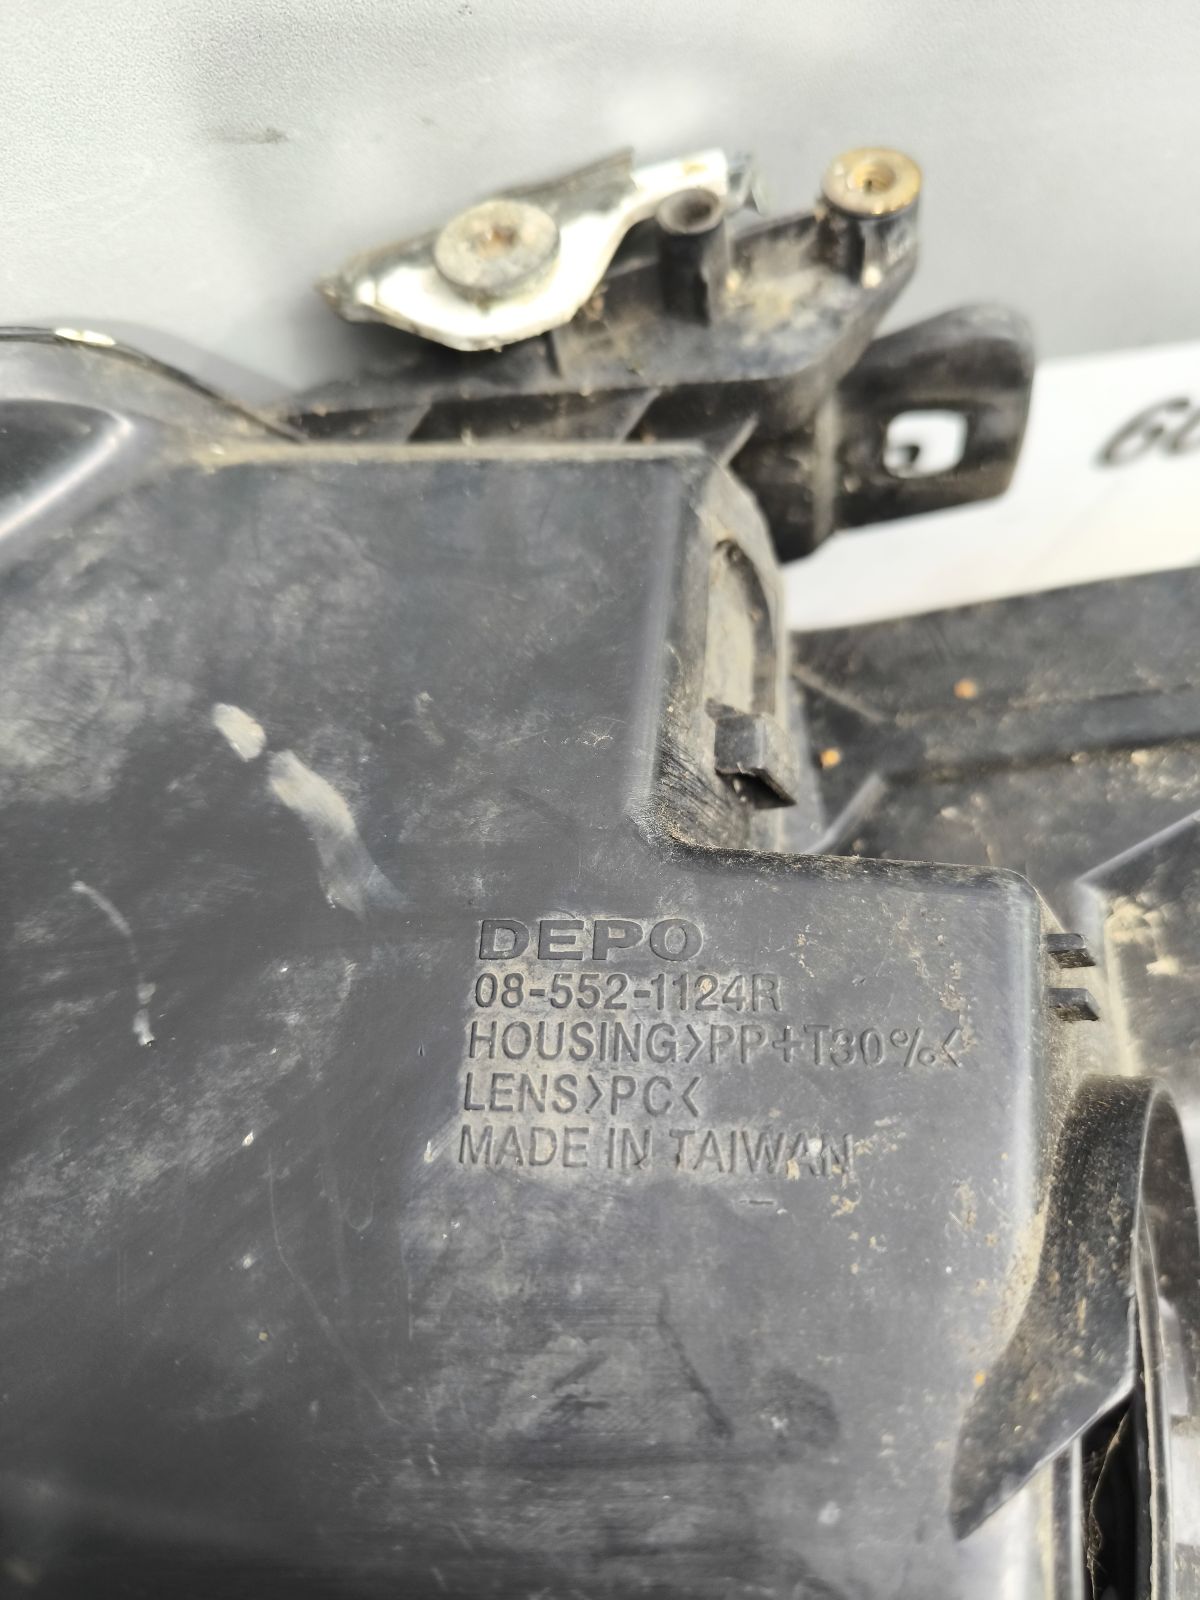 DEPO
08-552-1124R
HOUSING>PP+T30%<
LENS>PC<
MADE IN TAIWAN